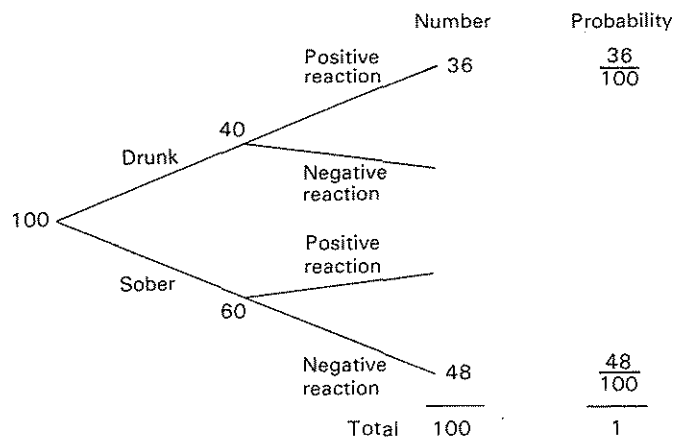 Number Probability
Positive
reaction
36
36/100
40
Drunk
Negative
reaction
100
Positive
reaction
Sober
60
Negative
reaction
48
48/100
Total 100 1